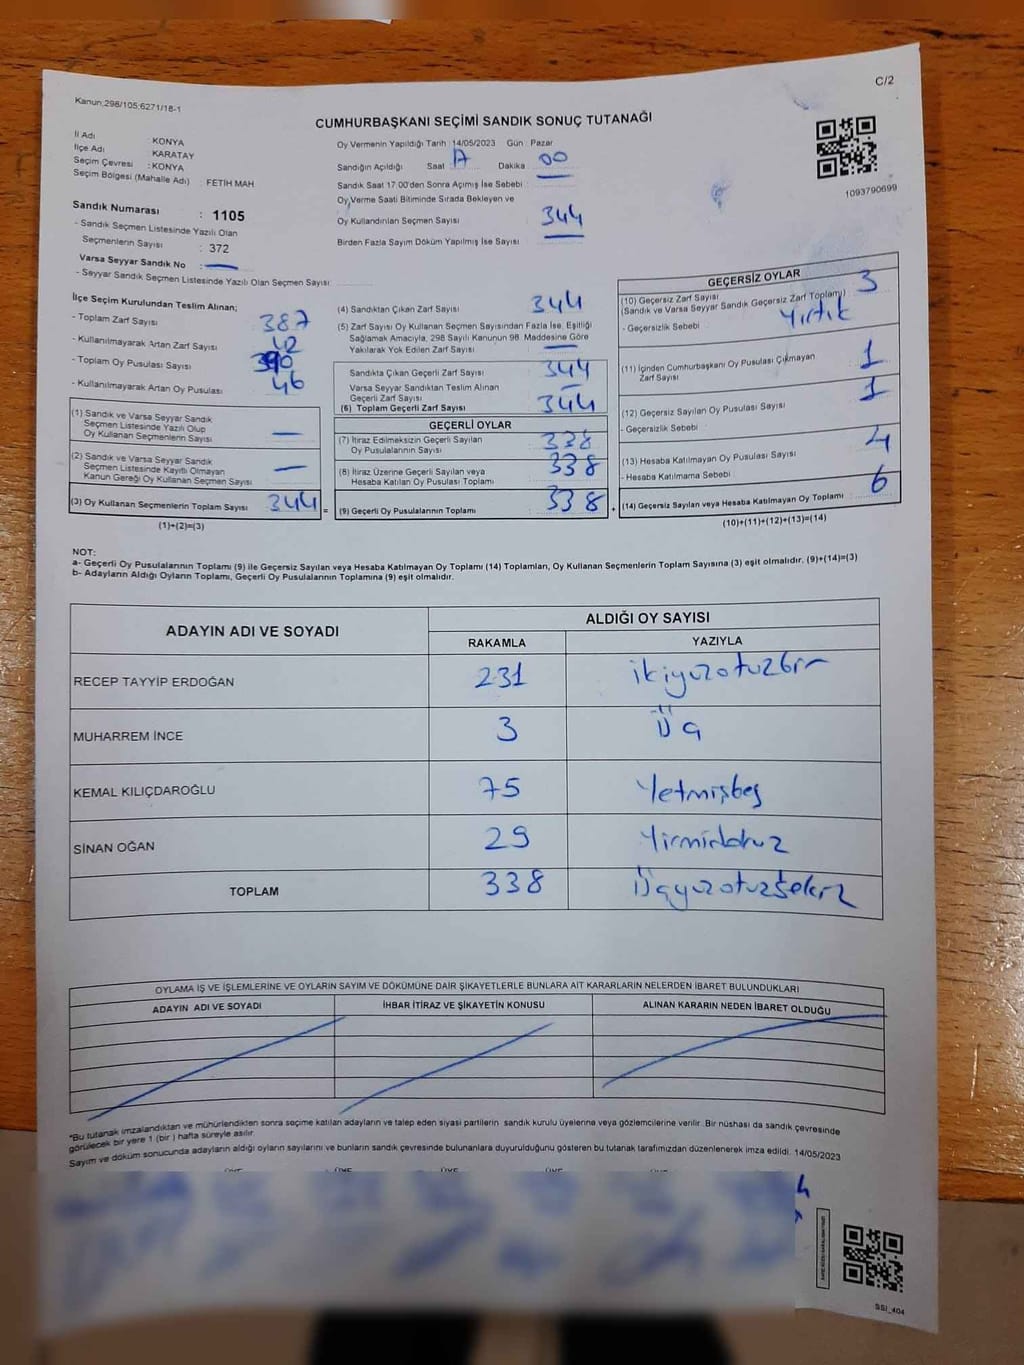 C/2
Kanun:298/105;6271/18-1
CUMHURBAŞKANI SEÇİMİ SANDIK SONUÇ TUTANAĞI
İl Adı : KONYA
İlçe Adı : KARATAY
Seçim Çevresi : KONYA
Seçim Bölgesi (Mahalle Adı) : FETİH MAH
Sandık Numarası : 1105
- Sandık Seçmen Listesinde Yazılı Olan
Seçmenlerin Sayısı : 372
Varsa Seyyar Sandık No :
- Seyyar Sandık Seçmen Listesinde Yazılı Olan Seçmen Sayısı:
Oy Vermenin Yapıldığı Tarih 14/05/2023 Gün : Pazar
Sandığın Açıldığı Saat 17 Dakika : 00
Sandık Saat 17.00'den Sonra Açımış İse Sebebi :
Oy Verme Saati Bitiminde Sırada Bekleyen ve
Oy Kullandırılan Seçmen Sayısı : 344
Birden Fazla Sayım Döküm Yapılmış İse Sayısı
1093790699
İlçe Seçim Kurulundan Teslim Alınan;
- Toplam Zarf Sayısı 387
- Kullanılmayarak Artan Zarf Sayısı
- Toplam Oy Pusulası Sayısı 390
- Kullanılmayarak Artan Oy Pusulası 46
(1) Sandık ve Varsa Seyyar Sandık
Seçmen Listesinde Yazılı Olup
Oy Kullanan Seçmenlerin Sayısı
(2) Sandık ve Varsa Seyyar Sandık
Seçmen Listesinde Kayıtlı Olmayan
Kanun Gereği Oy Kullanan Seçmen Sayısı
(3) Oy Kullanan Seçmenlerin Toplam Sayısı 344 =
(1)+(2)=(3)
(4) Sandıktan Çıkan Zarf Sayısı 344
(5) Zarf Sayısı Oy Kullanan Seçmen Sayısından Fazla İse, Eşitliği
Sağlamak Amacıyla, 298 Sayılı Kanunun 98. Maddesine Göre
Yakılarak Yok Edilen Zarf Sayısı
Sandıkta Çıkan Geçerli Zarf Sayısı 344
Varsa Seyyar Sandıktan Teslim Alınan
Geçerli Zarf Sayısı
(6) Toplam Geçerli Zarf Sayısı 344
GEÇERLİ OYLAR
(7) İtiraz Edilmeksizin Geçerli Sayılan
Oy Pusulalarının Sayısı 338
(8) İtiraz Üzerine Geçerli Sayılan veya
Hesaba Katılan Oy Pusulası Toplamı 338
(9) Geçerli Oy Pusulalarının Toplamı 338 +
GEÇERSİZ OYLAR
(10) Geçersiz Zarf Sayısı 3
(Sandık ve Varsa Seyyar Sandık Geçersiz Zarf Toplamı)
- Geçersizlik Sebebi : Yırtık
(11) İçinden Cumhurbaşkanı Oy Pusulası Çıkmayan
Zarf Sayısı 1
(12) Geçersiz Sayılan Oy Pusulası Sayısı 1
- Geçersizlik Sebebi :
(13) Hesaba Katılmayan Oy Pusulası Sayısı 4
- Hesaba Katılmama Sebebi :
(14) Geçersiz Sayılan veya Hesaba Katılmayan Oy Toplamı 6
(10)+(11)+(12)+(13)=(14)
NOT:
a- Geçerli Oy Pusulalarının Toplamı (9) ile Geçersiz Sayılan veya Hesaba Katılmayan Oy Toplamı (14) Toplamları, Oy Kullanan Seçmenlerin Toplam Sayısına (3) eşit olmalıdır. (9)+(14)=(3)
b- Adayların Aldığı Oyların Toplamı, Geçerli Oy Pusulalarının Toplamına (9) eşit olmalıdır.
ADAYIN ADI VE SOYADI ALDIĞI OY SAYISI
RAKAMLA YAZIYLA
RECEP TAYYİP ERDOĞAN 231 ikiyüzotuzbir
MUHARREM İNCE 3 Üç
KEMAL KILIÇDAROĞLU 75 Yetmişbeş
SİNAN OĞAN 29 Yirmidokuz
TOPLAM 338 Üçyüzotuzsekiz
OYLAMA İŞ VE İŞLEMLERİNE VE OYLARIN SAYIM VE DÖKÜMÜNE DAİR ŞİKAYETLERLE BUNLARA AİT KARARLARIN NELERDEN İBARET BULUNDUKLARI
ADAYIN ADI VE SOYADI İHBAR İTİRAZ VE ŞİKAYETİN KONUSU ALINAN KARARIN NEDEN İBARET OLDUĞU
*Bu tutanak imzalandıktan ve mühürlendikten sonra seçime katılan adayların ve talep eden siyasi partilerin sandık kurulu üyelerine veya gözlemcilerine verilir. Bir nüshası da sandık çevresinde
görülecek bir yere 1 (bir) hafta süreyle asılır.
Sayım ve döküm sonucunda adayların aldığı oyların sayılarını ve bunların sandık çevresinde bulunanlara duyurulduğunu gösteren bu tutanak tarafımızdan düzenlenerek imza edildi. 14/05/2023
SSI_404